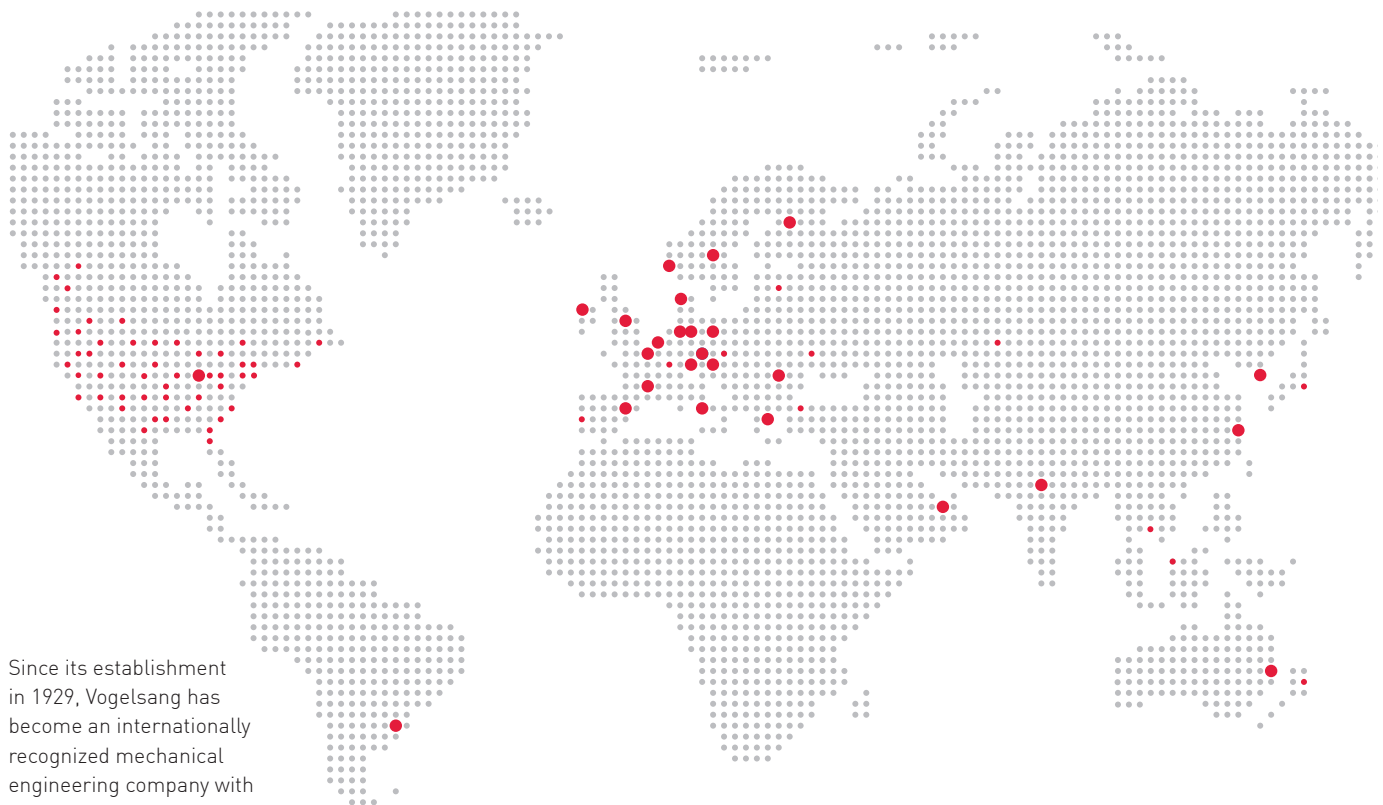 Since its establishment
in 1929, Vogelsang has
become an internationally
recognized mechanical
engineering company with